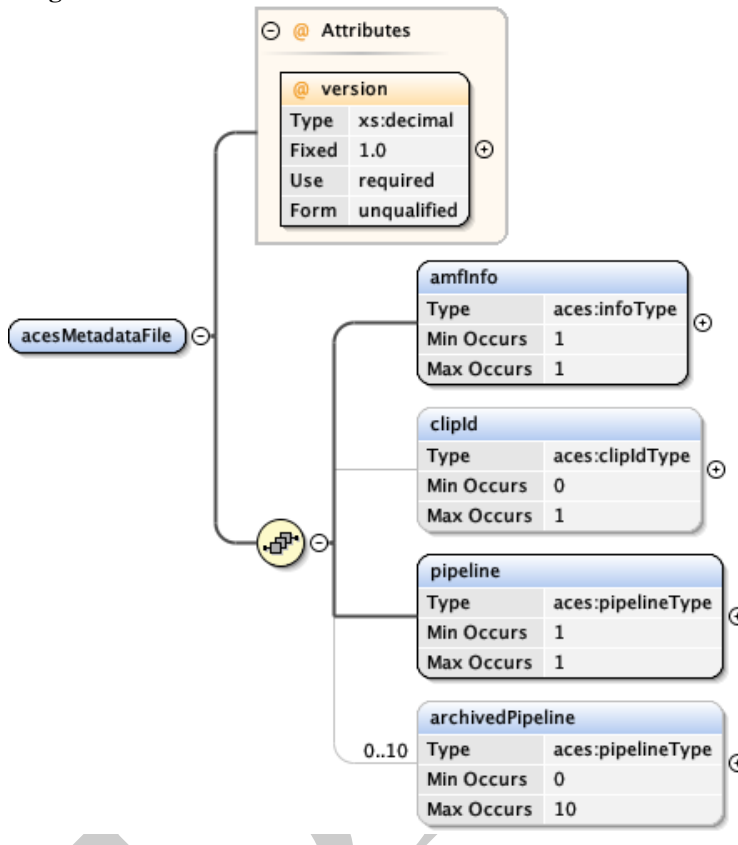 @ Attributes
@ version
Type xs:decimal
Fixed 1.0
Use required
Form unqualified
acesMetadataFile
amfInfo
Type aces:infoType
Min Occurs 1
Max Occurs 1
clipId
Type aces:clipIdType
Min Occurs 0
Max Occurs 1
pipeline
Type aces:pipelineType
Min Occurs 1
Max Occurs 1
archivedPipeline
0..10 Type aces:pipelineType
Min Occurs 0
Max Occurs 10